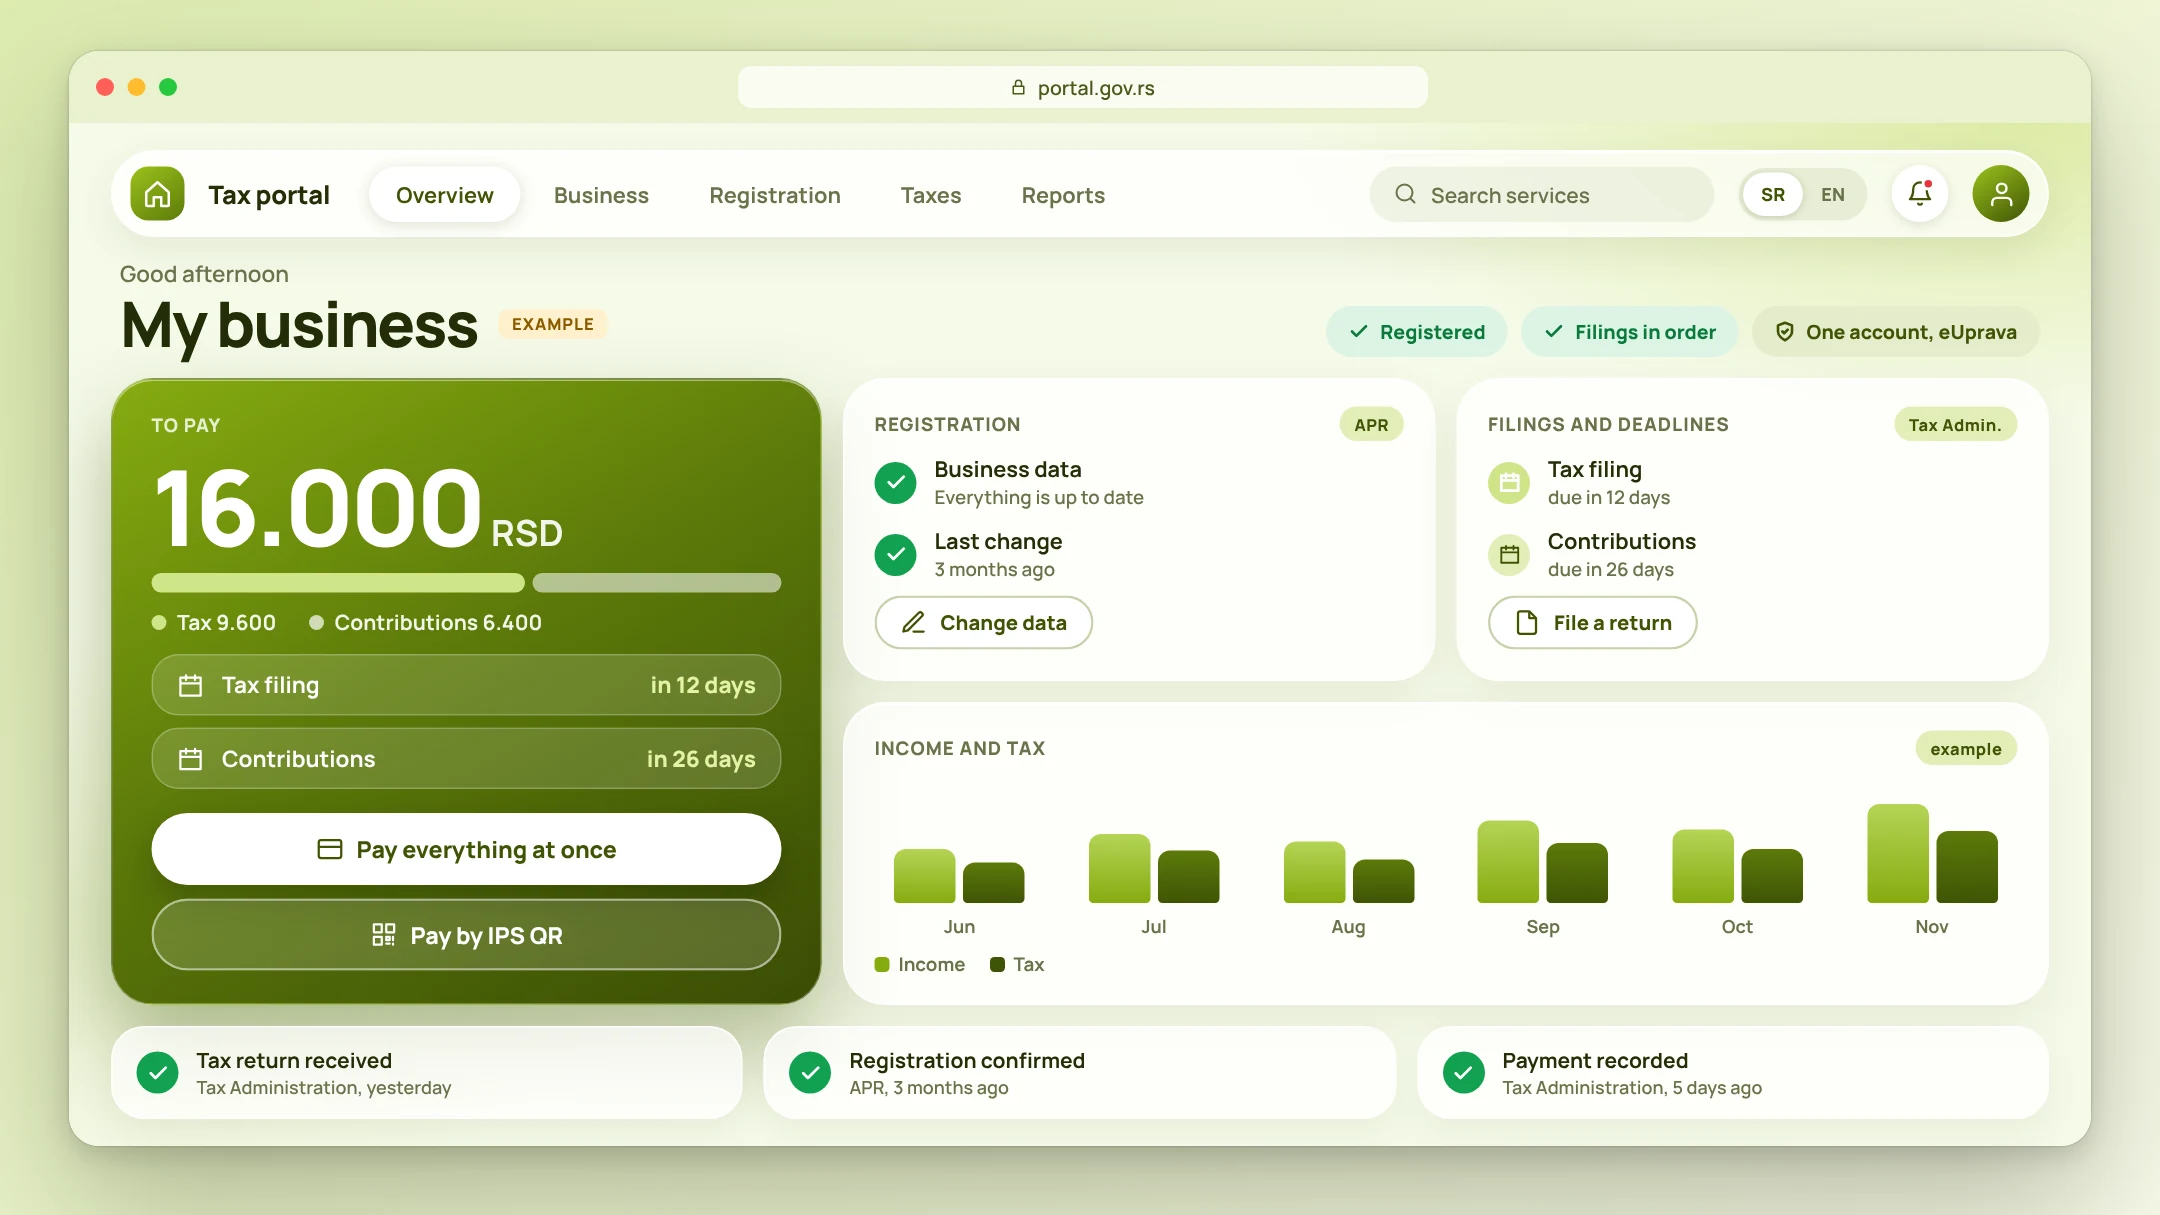 portal.gov.rs
Tax portal
Overview
Business
Registration
Taxes
Reports
Search services
SR
EN
Good afternoon
My business
EXAMPLE
Registered
Filings in order
One account, eUprava
TO PAY
16.000 RSD
Tax 9.600
Contributions 6.400
Tax filing
in 12 days
Contributions
in 26 days
Pay everything at once
Pay by IPS QR
REGISTRATION
APR
Business data
Everything is up to date
Last change
3 months ago
Change data
FILINGS AND DEADLINES
Tax Admin.
Tax filing
due in 12 days
Contributions
due in 26 days
File a return
INCOME AND TAX
example
Jun
Jul
Aug
Sep
Oct
Nov
Income
Tax
Tax return received
Tax Administration, yesterday
Registration confirmed
APR, 3 months ago
Payment recorded
Tax Administration, 5 days ago